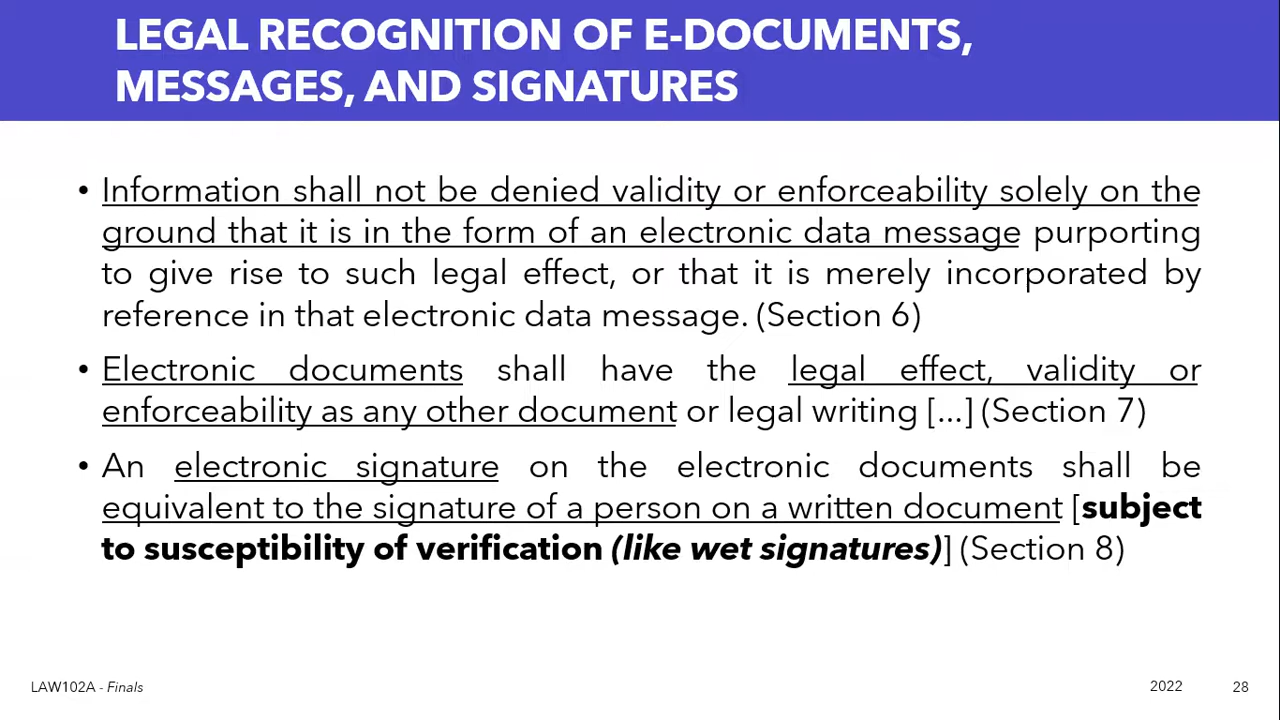 LEGAL RECOGNITION OF E-DOCUMENTS,
MESSAGES, AND SIGNATURES
• Information shall not be denied validity or enforceability solely on the
ground that it is in the form of an electronic data message purporting
to give rise to such legal effect, or that it is merely incorporated by
reference in that electronic data message. (Section 6)
• Electronic documents shall have the legal effect, validity or
enforceability as any other document or legal writing [...] (Section 7)
• An electronic signature on the electronic documents shall be
equivalent to the signature of a person on a written document [subject
to susceptibility of verification (like wet signatures)] (Section 8)
LAW102A - Finals
2022
28